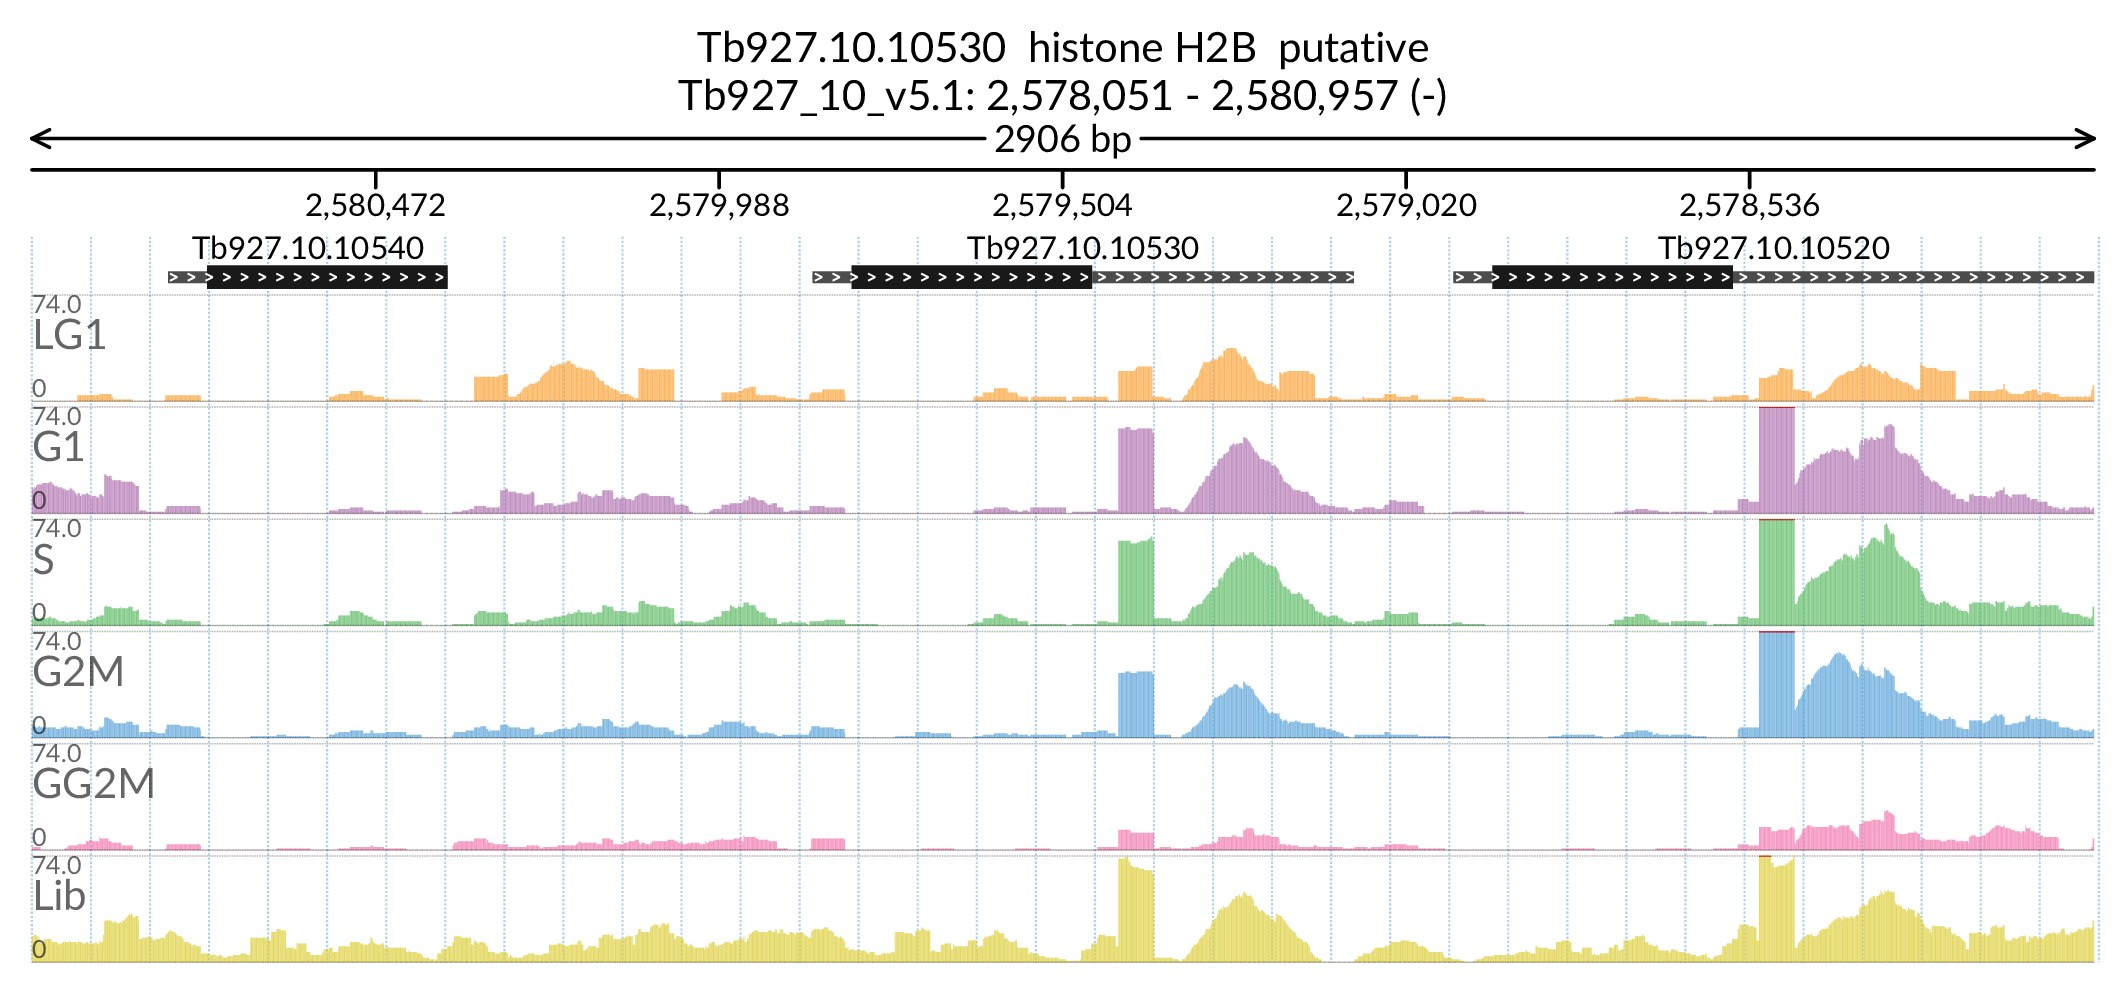 Tb927.10.10530 histone H2B putative
Tb927_10_v5.1: 2,578,051 - 2,580,957 (-)
2906 bp
2,580,472 2,579,988 2,579,504 2,579,020 2,578,536
Tb927.10.10540 Tb927.10.10530 Tb927.10.10520
74.0
LG1
0
74.0
G1
0
74.0
S
0
74.0
G2M
0
74.0
GG2M
0
74.0
Lib
0